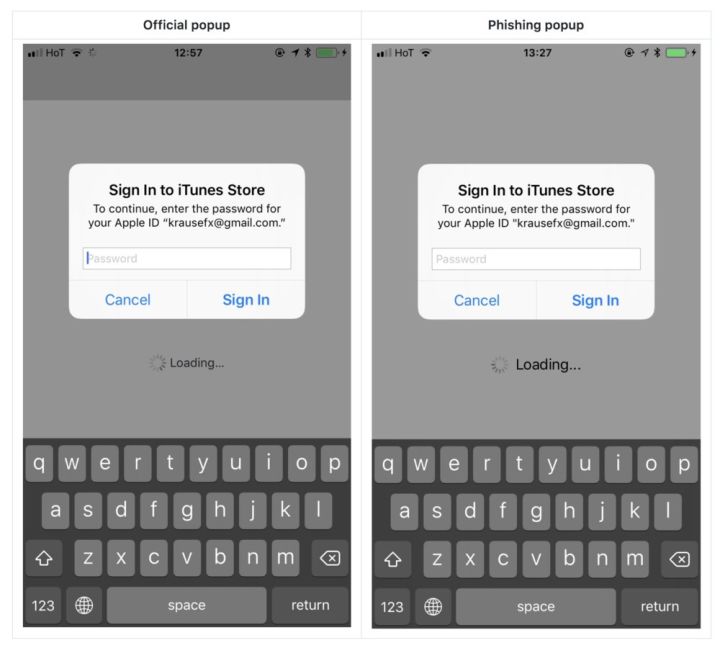 Official popup
Phishing popup
HoT 12:57
Sign In to iTunes Store
To continue, enter the password for
your Apple ID “krausefx@gmail.com.”
Password
Cancel Sign In
Loading...
q w e r t y u i o p
a s d f g h j k l
z x c v b n m
123 space return
HoT 13:27
Sign In to iTunes Store
To continue, enter the password for
your Apple ID "krausefx@gmail.com."
Password
Cancel Sign In
Loading...
q w e r t y u i o p
a s d f g h j k l
z x c v b n m
123 space return